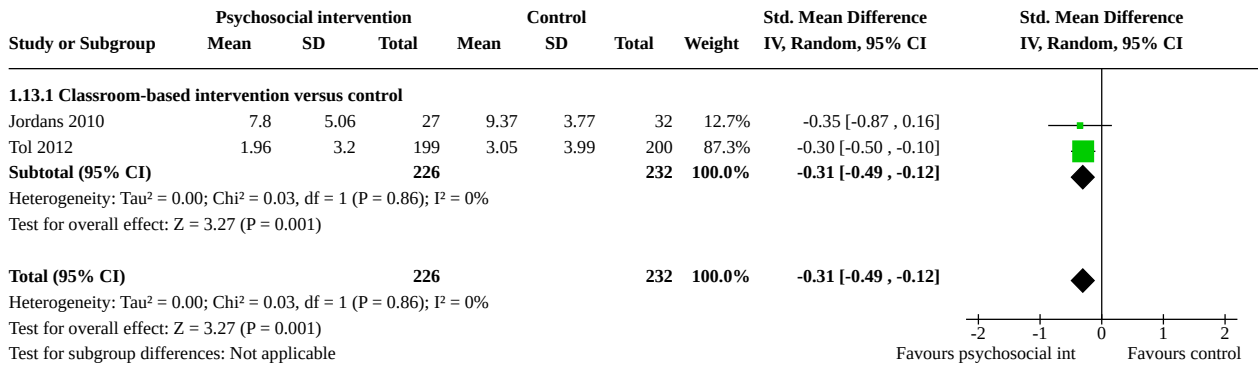 Psychosocial intervention Control Std. Mean Difference Std. Mean Difference
Study or Subgroup Mean SD Total Mean SD Total Weight IV, Random, 95% CI IV, Random, 95% CI
1.13.1 Classroom-based intervention versus control
Jordans 2010 7.8 5.06 27 9.37 3.77 32 12.7% -0.35 [-0.87 , 0.16]
Tol 2012 1.96 3.2 199 3.05 3.99 200 87.3% -0.30 [-0.50 , -0.10]
Subtotal (95% CI) 226 232 100.0% -0.31 [-0.49 , -0.12]
Heterogeneity: Tau² = 0.00; Chi² = 0.03, df = 1 (P = 0.86); I² = 0%
Test for overall effect: Z = 3.27 (P = 0.001)
Total (95% CI) 226 232 100.0% -0.31 [-0.49 , -0.12]
Heterogeneity: Tau² = 0.00; Chi² = 0.03, df = 1 (P = 0.86); I² = 0%
Test for overall effect: Z = 3.27 (P = 0.001)
-2 -1 0 1 2
Test for subgroup differences: Not applicable Favours psychosocial int Favours control